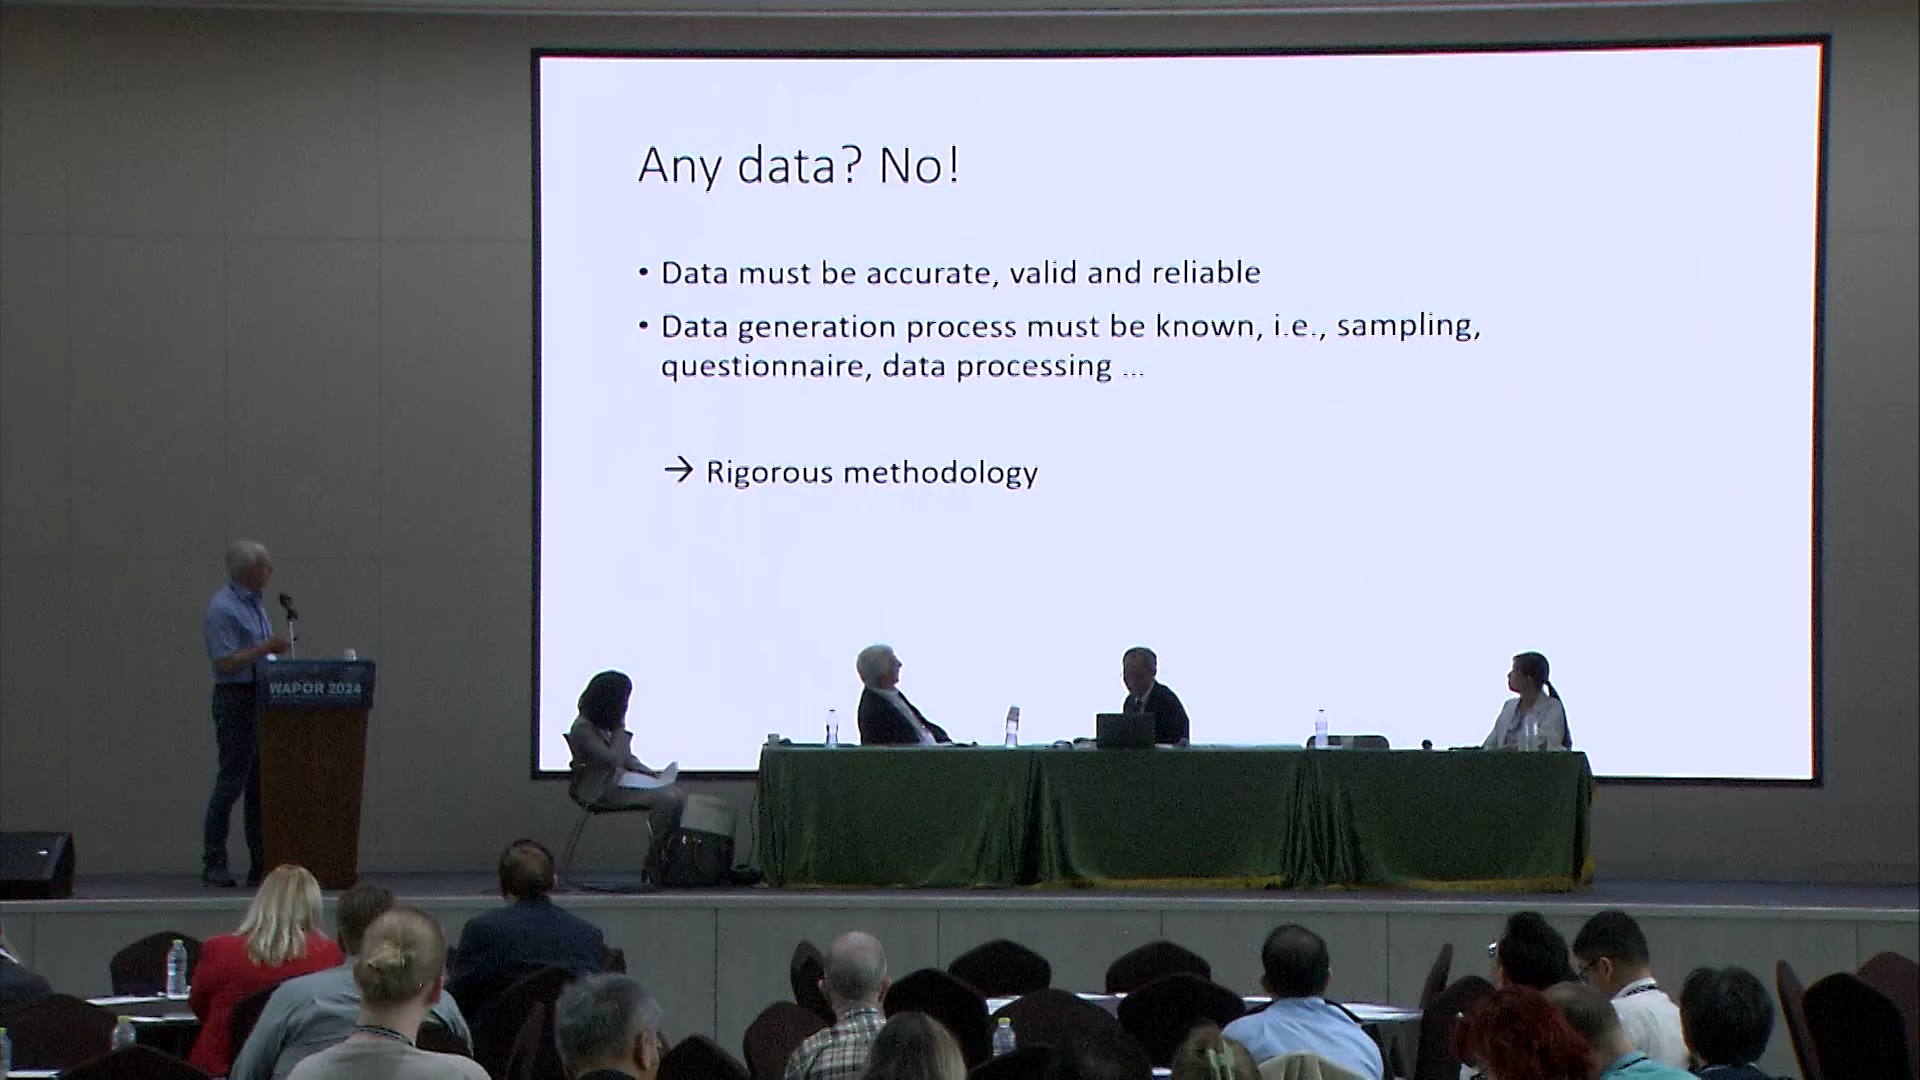 Any data? No!
• Data must be accurate, valid and reliable
• Data generation process must be known, i.e., sampling,
questionnaire, data processing ...
→ Rigorous methodology
WAPOR 2024